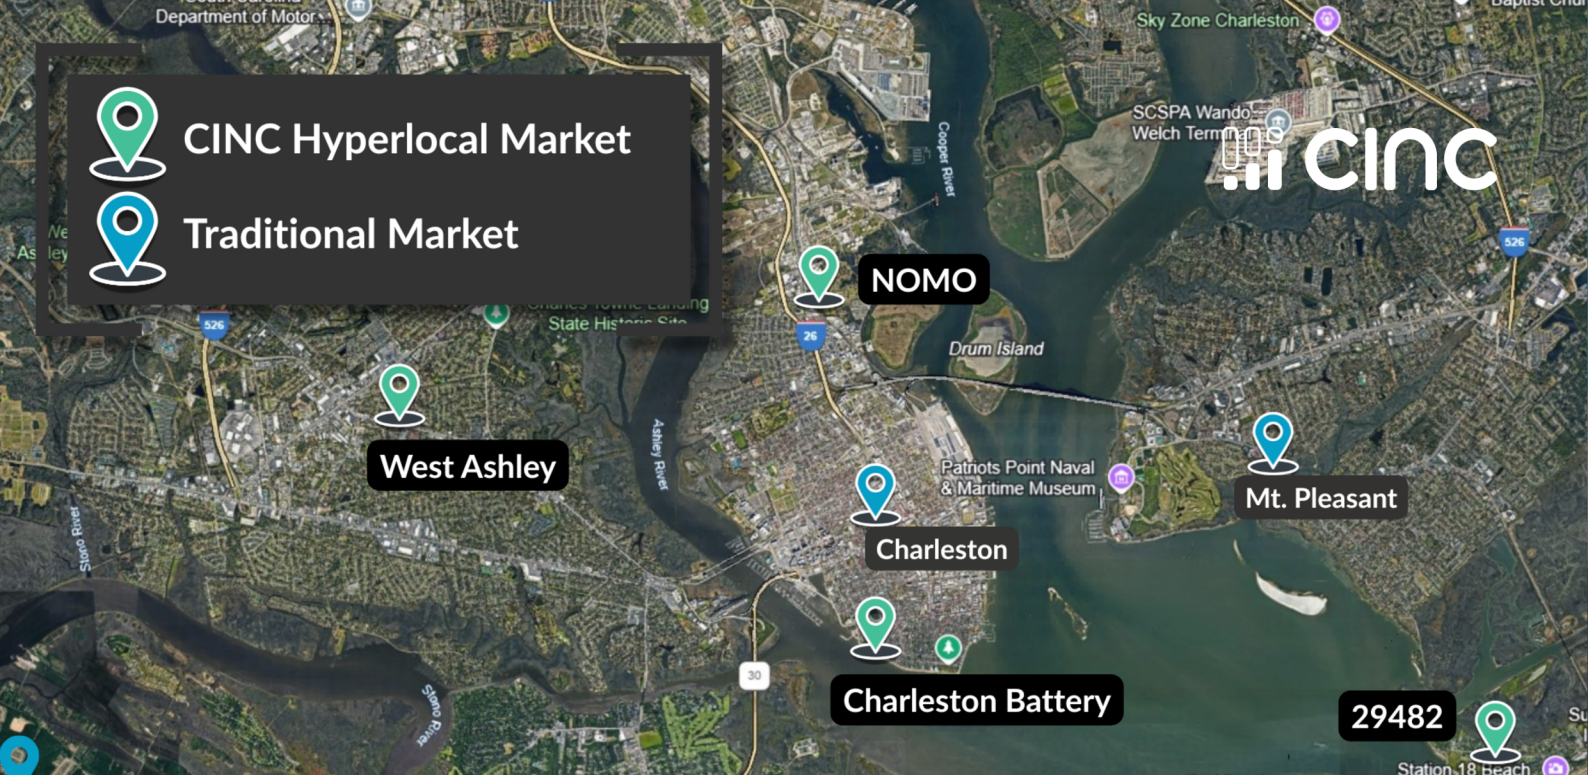 Department of Motor
Sky Zone Charleston
CINC Hyperlocal Market
Traditional Market
SCSPA Wando
Welch Terminal
CINC
Cooper River
526
NOMO
State Historic Site
526
26
Drum Island
West Ashley
Ashley River
Patriots Point Naval
& Maritime Museum
Mt. Pleasant
Charleston
Stono River
30
Charleston Battery
Stono River
29482
Station 18 Beach